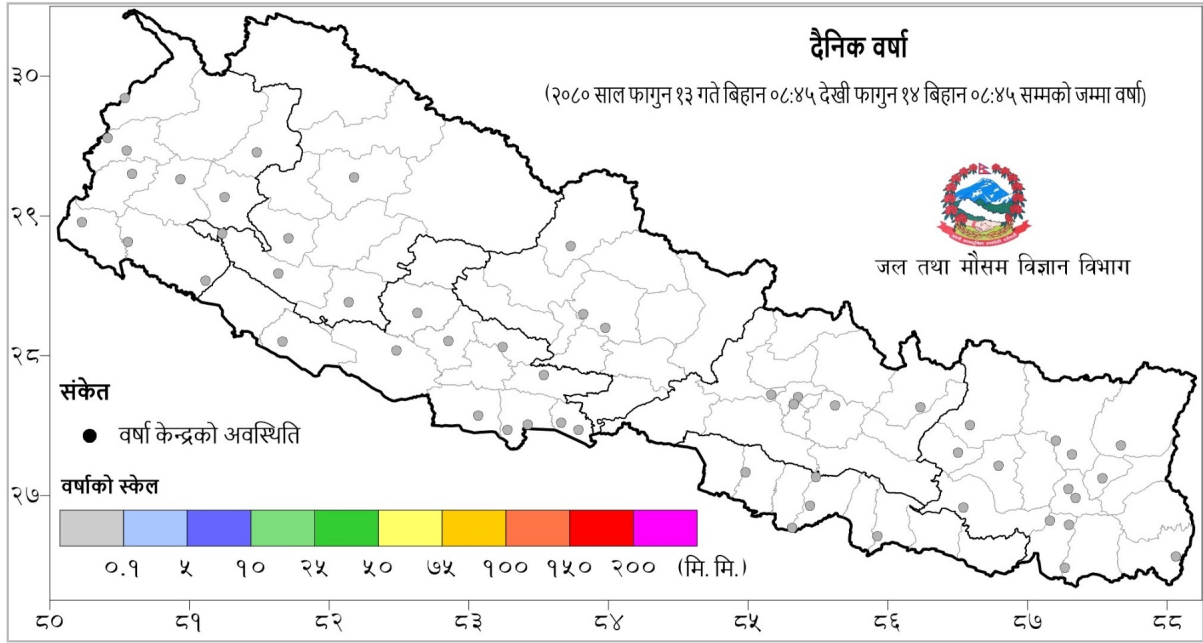 दैनिक वर्षा
(२०८० साल फागुन १३ गते बिहान ०८:४५ देखी फागुन १४ बिहान ०८:४५ सम्मको जम्मा वर्षा)
जल तथा मौसम विज्ञान विभाग
३०
२९
२८
२७
संकेत
वर्षा केन्द्रको अवस्थिति
वर्षाको स्केल
०.१ ५ १० २५ ५० ७५ १०० १५० २०० (मि. मि.)
८० ८१ ८२ ८३ ८४ ८५ ८६ ८७ ८८